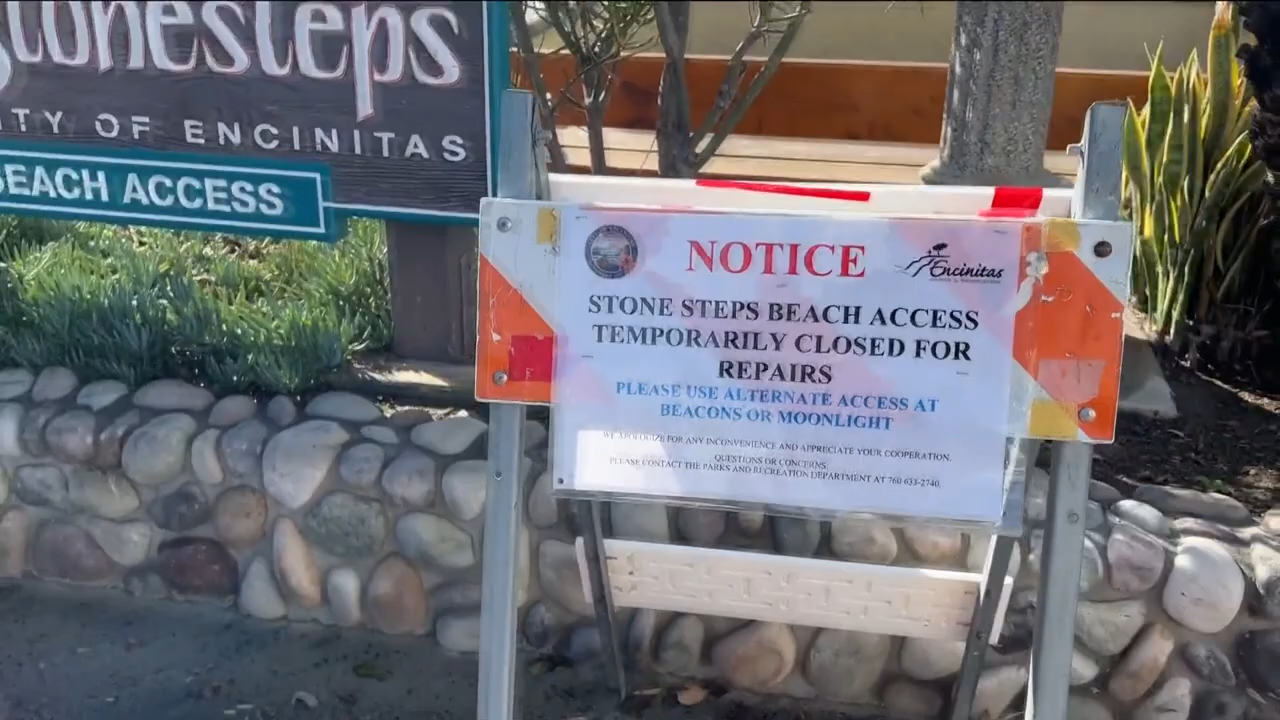 Stonesteps
ITY OF ENCINITAS
BEACH ACCESS
NOTICE
Encinitas
STONE STEPS BEACH ACCESS
TEMPORARILY CLOSED FOR
REPAIRS
PLEASE USE ALTERNATE ACCESS AT
BEACONS OR MOONLIGHT
WE APOLOGIZE FOR ANY INCONVENIENCE AND APPRECIATE YOUR COOPERATION.
QUESTIONS OR CONCERNS:
PLEASE CONTACT THE PARKS AND RECREATION DEPARTMENT AT 760 633-2740.